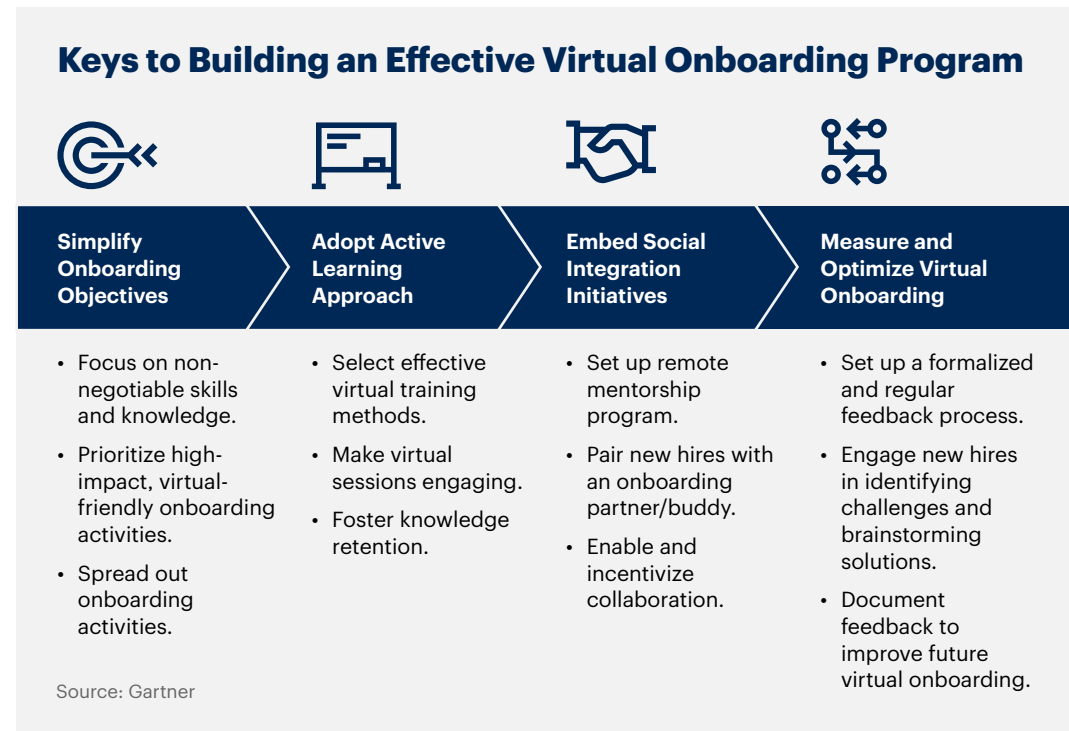 Keys to Building an Effective Virtual Onboarding Program
Simplify
Onboarding
Objectives
Adopt Active
Learning
Approach
Embed Social
Integration
Initiatives
Measure and
Optimize Virtual
Onboarding
• Focus on non-
negotiable skills
and knowledge.
• Prioritize high-
impact, virtual-
friendly onboarding
activities.
• Spread out
onboarding
activities.
• Select effective
virtual training
methods.
• Make virtual
sessions engaging.
• Foster knowledge
retention.
• Set up remote
mentorship
program.
• Pair new hires with
an onboarding
partner/buddy.
• Enable and
incentivize
collaboration.
• Set up a formalized
and regular
feedback process.
• Engage new hires
in identifying
challenges and
brainstorming
solutions.
• Document
feedback to
improve future
virtual onboarding.
Source: Gartner